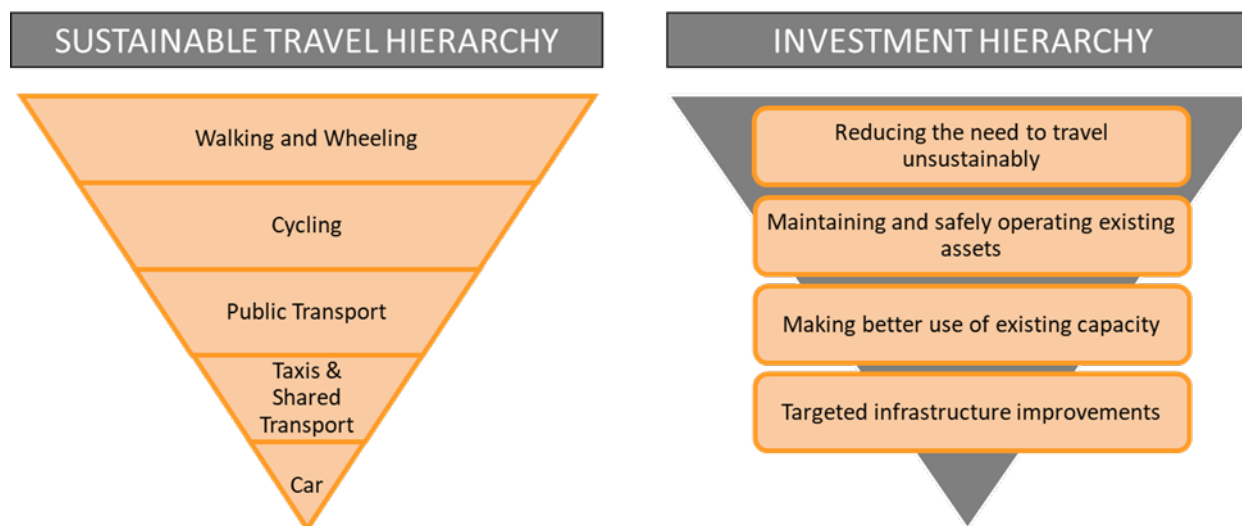 SUSTAINABLE TRAVEL HIERARCHY
Walking and Wheeling
Cycling
Public Transport
Taxis &
Shared
Transport
Car
INVESTMENT HIERARCHY
Reducing the need to travel
unsustainably
Maintaining and safely operating existing
assets
Making better use of existing capacity
Targeted infrastructure improvements